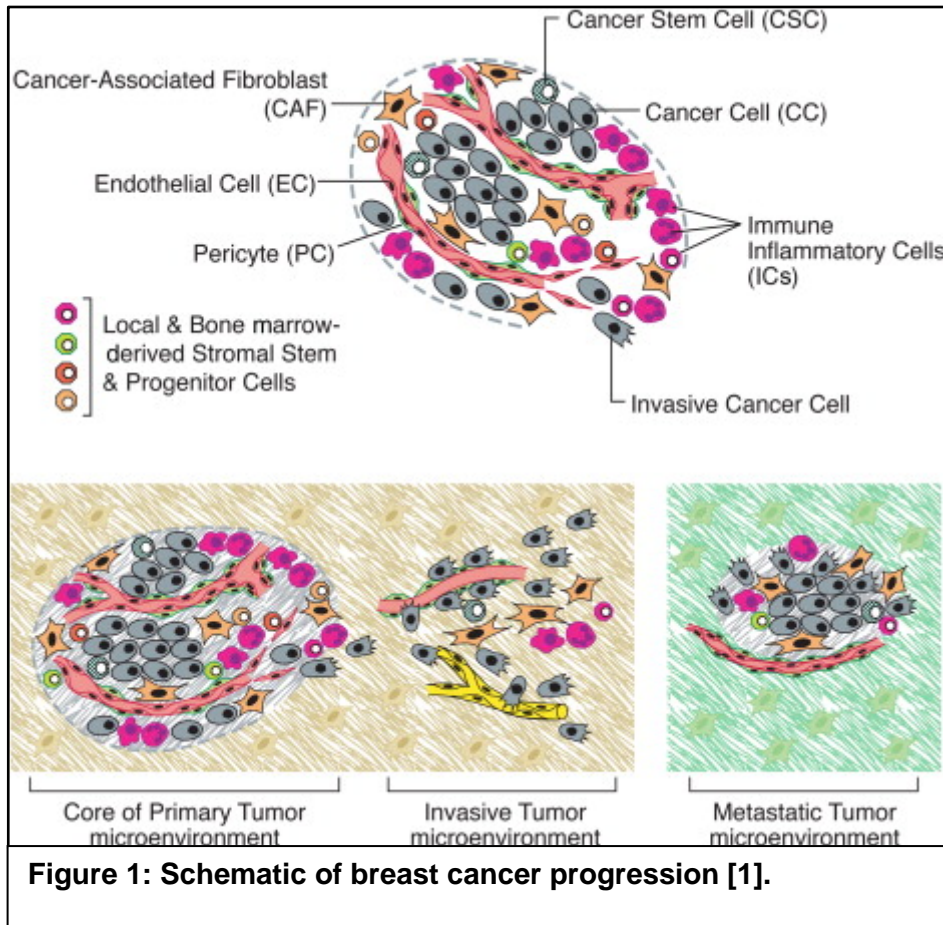 Cancer Stem Cell (CSC)
Cancer-Associated Fibroblast
(CAF)
Cancer Cell (CC)
Endothelial Cell (EC)
Pericyte (PC)
Immune
Inflammatory Cells
(ICs)
Local & Bone marrow-
derived Stromal Stem
& Progenitor Cells
Invasive Cancer Cell
Core of Primary Tumor
microenvironment
Invasive Tumor
microenvironment
Metastatic Tumor
microenvironment
Figure 1: Schematic of breast cancer progression [1].